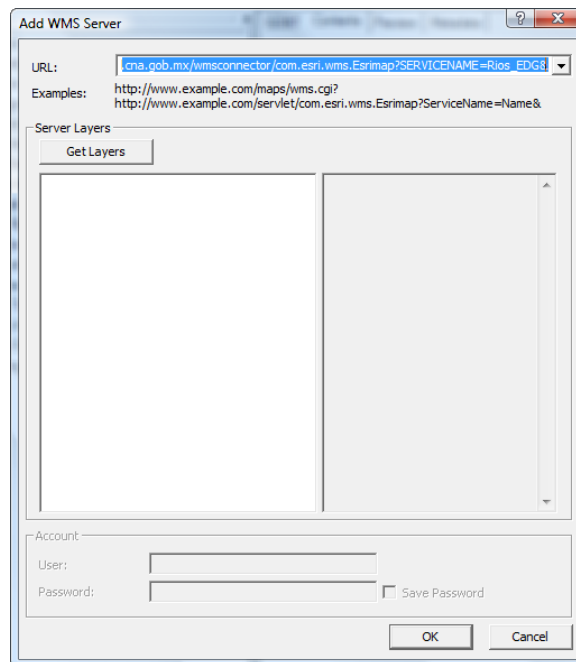 Add WMS Server
URL: .cna.gob.mx/wmsconnector/com.esri.wms.Esrimap?SERVICENAME=Rios_EDG&
Examples: http://www.example.com/maps/wms.cgi?
http://www.example.com/servlet/com.esri.wms.Esrimap?ServiceName=Name&
Server Layers
Get Layers
Account
User:
Password:
Save Password
OK Cancel